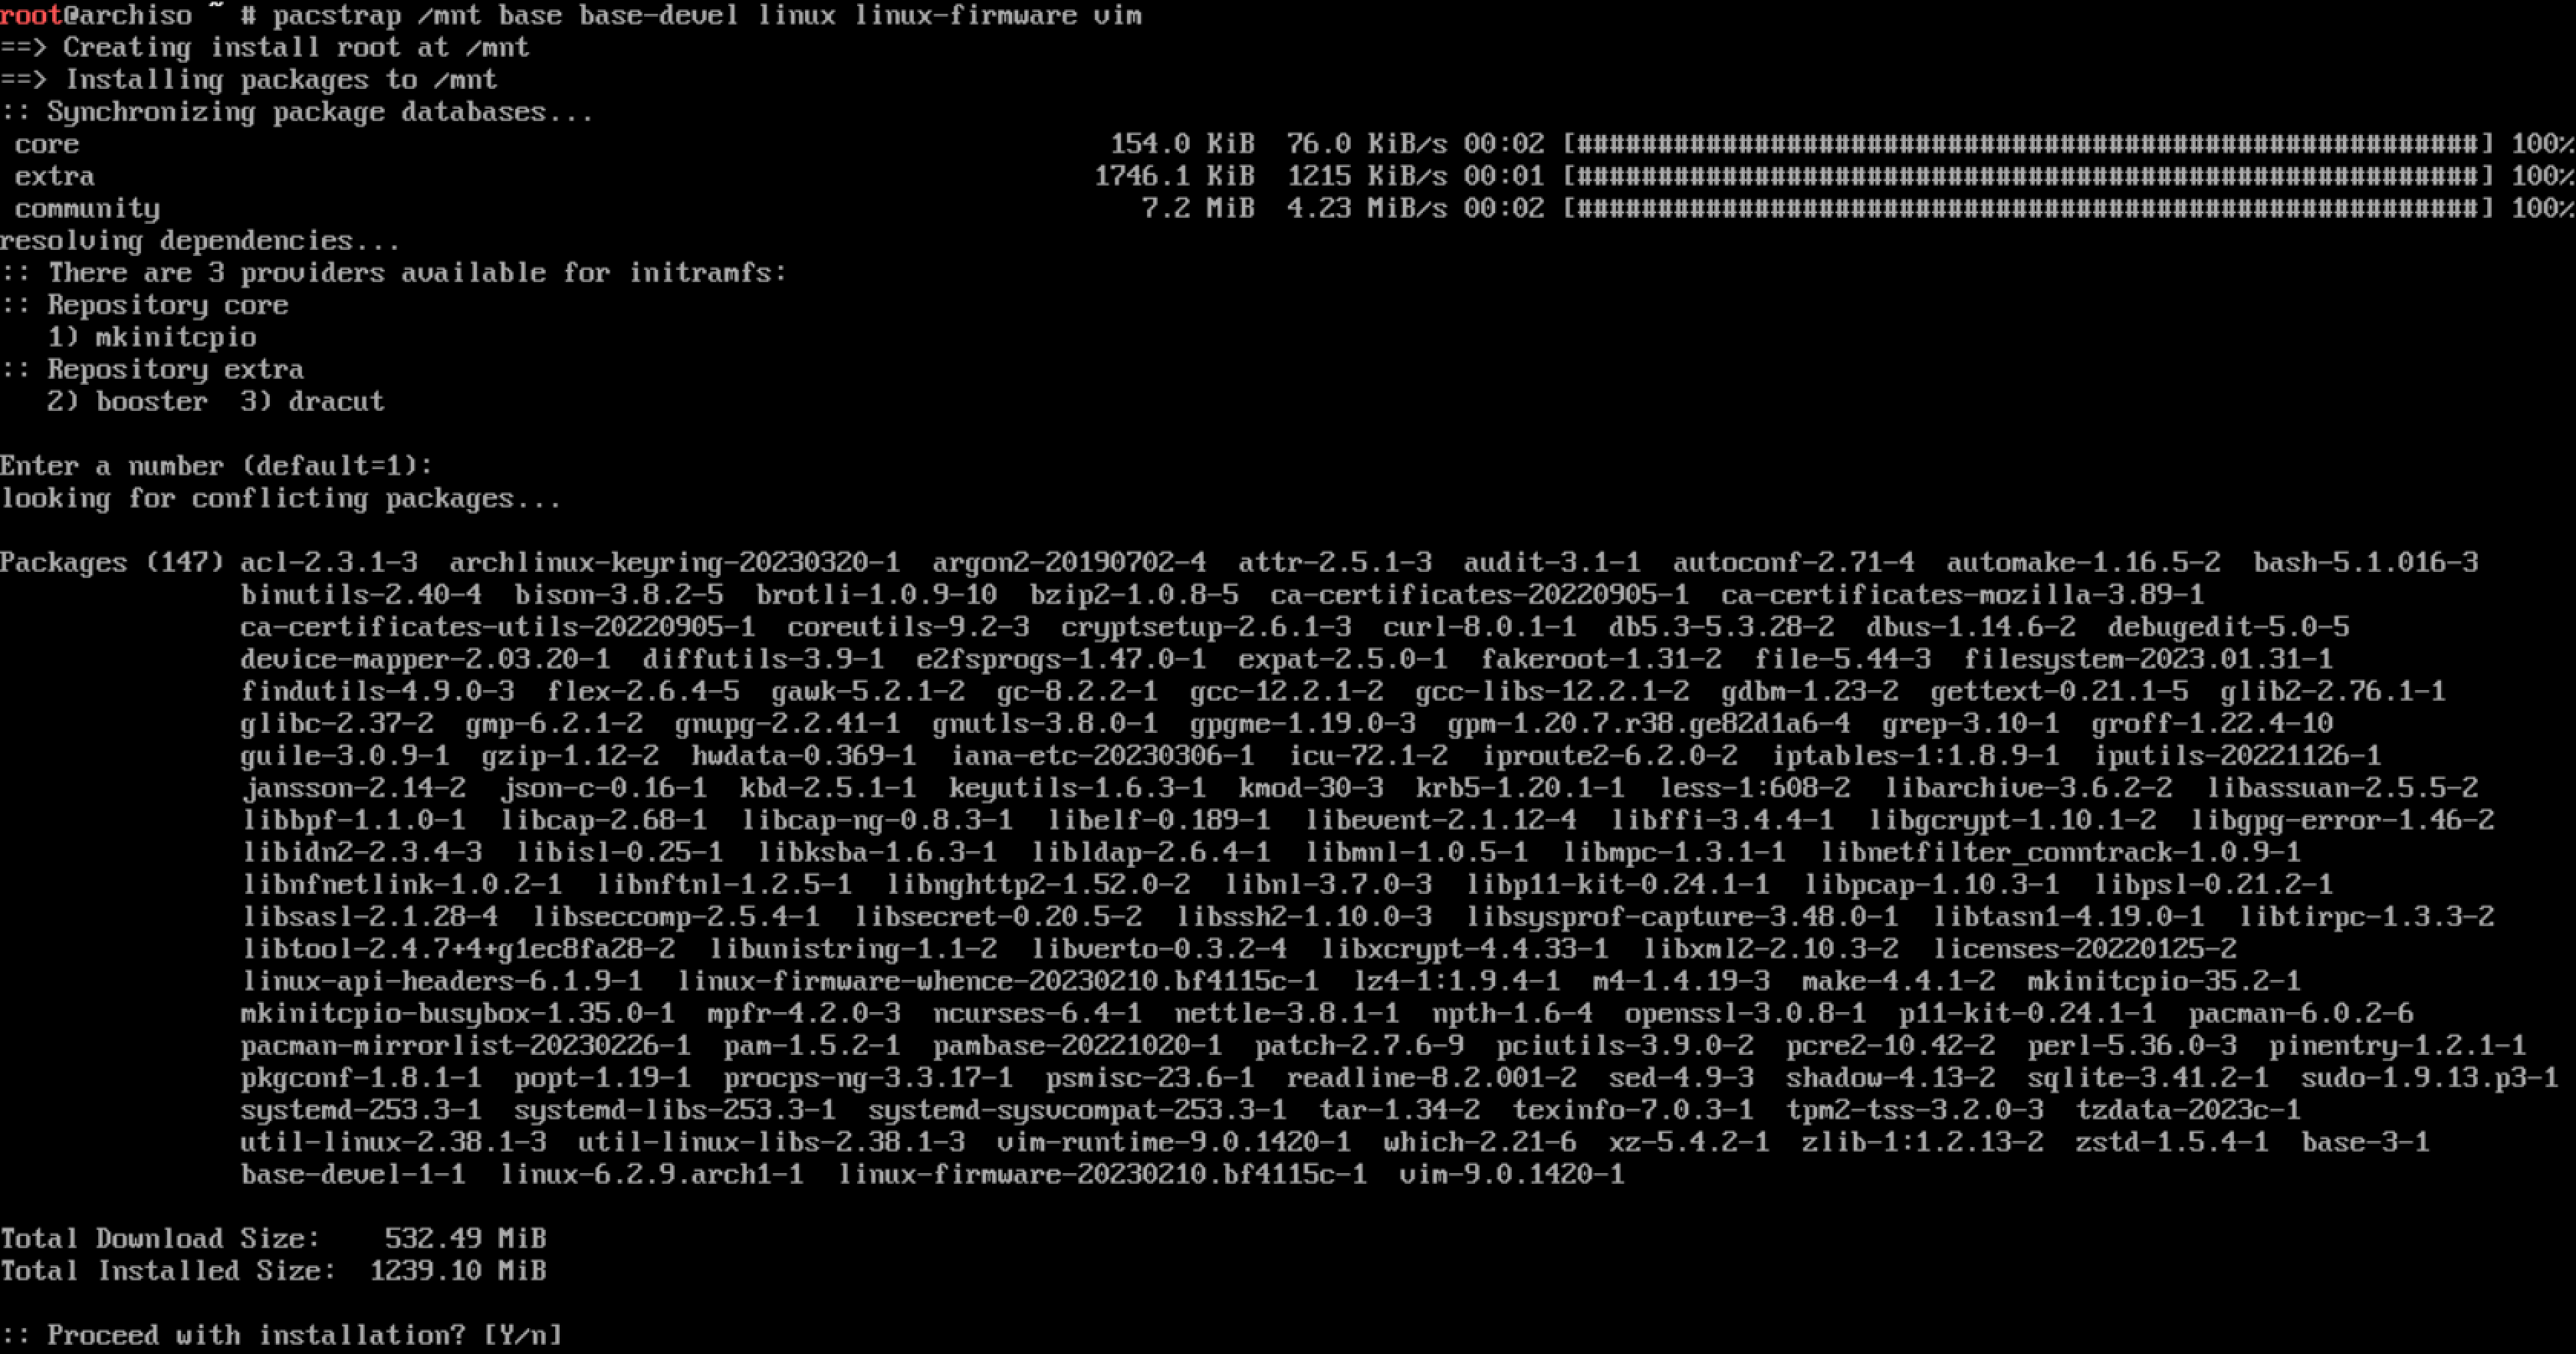 root@archiso ~ # pacstrap /mnt base base-devel linux linux-firmware vim
==> Creating install root at /mnt
==> Installing packages to /mnt
:: Synchronizing package databases...
core 154.0 KiB 76.0 KiB/s 00:02 [########################################################] 100%
extra 1746.1 KiB 1215 KiB/s 00:01 [########################################################] 100%
community 7.2 MiB 4.23 MiB/s 00:02 [########################################################] 100%
resolving dependencies...
:: There are 3 providers available for initramfs:
:: Repository core
1) mkinitcpio
:: Repository extra
2) booster 3) dracut
Enter a number (default=1):
looking for conflicting packages...
Packages (147) acl-2.3.1-3 archlinux-keyring-20230320-1 argon2-20190702-4 attr-2.5.1-3 audit-3.1-1 autoconf-2.71-4 automake-1.16.5-2 bash-5.1.016-3
binutils-2.40-4 bison-3.8.2-5 brotli-1.0.9-10 bzip2-1.0.8-5 ca-certificates-20220905-1 ca-certificates-mozilla-3.89-1
ca-certificates-utils-20220905-1 coreutils-9.2-3 cryptsetup-2.6.1-3 curl-8.0.1-1 db5.3-5.3.28-2 dbus-1.14.6-2 debugedit-5.0-5
device-mapper-2.03.20-1 diffutils-3.9-1 e2fsprogs-1.47.0-1 expat-2.5.0-1 fakeroot-1.31-2 file-5.44-3 filesystem-2023.01.31-1
findutils-4.9.0-3 flex-2.6.4-5 gawk-5.2.1-2 gc-8.2.2-1 gcc-12.2.1-2 gcc-libs-12.2.1-2 gdbm-1.23-2 gettext-0.21.1-5 glib2-2.76.1-1
glibc-2.37-2 gmp-6.2.1-2 gnupg-2.2.41-1 gnutls-3.8.0-1 gpgme-1.19.0-3 gpm-1.20.7.r38.ge82d1a6-4 grep-3.10-1 groff-1.22.4-10
guile-3.0.9-1 gzip-1.12-2 hwdata-0.369-1 iana-etc-20230306-1 icu-72.1-2 iproute2-6.2.0-2 iptables-1:1.8.9-1 iputils-20221126-1
jansson-2.14-2 json-c-0.16-1 kbd-2.5.1-1 keyutils-1.6.3-1 kmod-30-3 krb5-1.20.1-1 less-1:608-2 libarchive-3.6.2-2 libassuan-2.5.5-2
libbpf-1.1.0-1 libcap-2.68-1 libcap-ng-0.8.3-1 libelf-0.189-1 libevent-2.1.12-4 libffi-3.4.4-1 libgcrypt-1.10.1-2 libgpg-error-1.46-2
libidn2-2.3.4-3 libisl-0.25-1 libksba-1.6.3-1 libldap-2.6.4-1 libmnl-1.0.5-1 libmpc-1.3.1-1 libnetfilter_conntrack-1.0.9-1
libnfnetlink-1.0.2-1 libnftnl-1.2.5-1 libnghttp2-1.52.0-2 libnl-3.7.0-3 libp11-kit-0.24.1-1 libpcap-1.10.3-1 libpsl-0.21.2-1
libsasl-2.1.28-4 libseccomp-2.5.4-1 libsecret-0.20.5-2 libssh2-1.10.0-3 libsysprof-capture-3.48.0-1 libtasn1-4.19.0-1 libtirpc-1.3.3-2
libtool-2.4.7+4+g1ec8fa28-2 libunistring-1.1-2 libverto-0.3.2-4 libxcrypt-4.4.33-1 libxml2-2.10.3-2 licenses-20220125-2
linux-api-headers-6.1.9-1 linux-firmware-whence-20230210.bf4115c-1 lz4-1:1.9.4-1 m4-1.4.19-3 make-4.4.1-2 mkinitcpio-35.2-1
mkinitcpio-busybox-1.35.0-1 mpfr-4.2.0-3 ncurses-6.4-1 nettle-3.8.1-1 npth-1.6-4 openssl-3.0.8-1 p11-kit-0.24.1-1 pacman-6.0.2-6
pacman-mirrorlist-20230226-1 pam-1.5.2-1 pambase-20221020-1 patch-2.7.6-9 pciutils-3.9.0-2 pcre2-10.42-2 perl-5.36.0-3 pinentry-1.2.1-1
pkgconf-1.8.1-1 popt-1.19-1 procps-ng-3.3.17-1 psmisc-23.6-1 readline-8.2.001-2 sed-4.9-3 shadow-4.13-2 sqlite-3.41.2-1 sudo-1.9.13.p3-1
systemd-253.3-1 systemd-libs-253.3-1 systemd-sysvcompat-253.3-1 tar-1.34-2 texinfo-7.0.3-1 tpm2-tss-3.2.0-3 tzdata-2023c-1
util-linux-2.38.1-3 util-linux-libs-2.38.1-3 vim-runtime-9.0.1420-1 which-2.21-6 xz-5.4.2-1 zlib-1:1.2.13-2 zstd-1.5.4-1 base-3-1
base-devel-1-1 linux-6.2.9.arch1-1 linux-firmware-20230210.bf4115c-1 vim-9.0.1420-1
Total Download Size: 532.49 MiB
Total Installed Size: 1239.10 MiB
:: Proceed with installation? [Y/n]